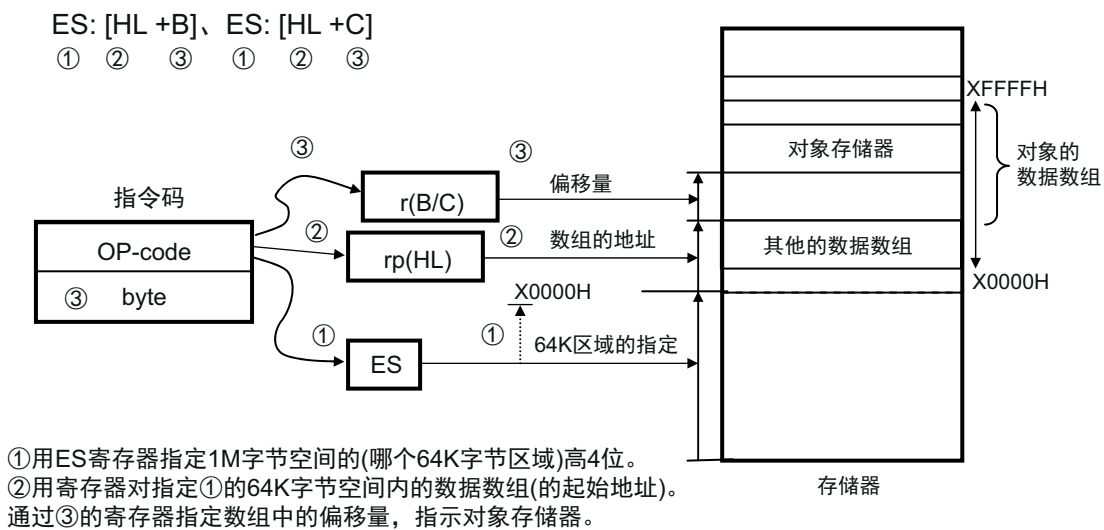 ES: [HL +B]、ES: [HL +C]
① ② ③ ① ② ③
XFFFFH
对象存储器
对象的
数据数组
③
③
偏移量
指令码
r(B/C)
OP-code
②
②
数组的地址
其他的数据数组
rp(HL)
③ byte
X0000H
X0000H
①
①
64K区域的指定
ES
①用ES寄存器指定1M字节空间的(哪个64K字节区域)高4位。
存储器
②用寄存器对指定①的64K字节空间内的数据数组(的起始地址)。
通过③的寄存器指定数组中的偏移量，指示对象存储器。